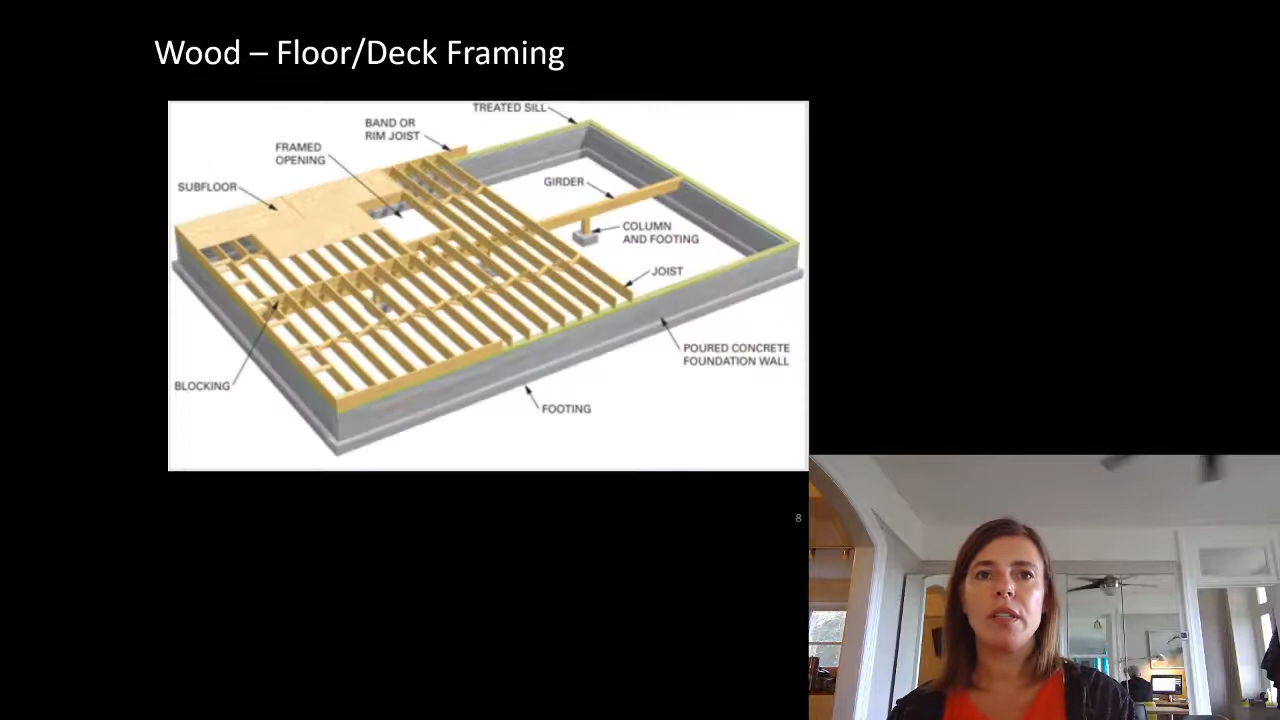 Wood – Floor/Deck Framing
TREATED SILL
BAND OR
RIM JOIST
FRAMED
OPENING
SUBFLOOR
GIRDER
COLUMN
AND FOOTING
JOIST
POURED CONCRETE
FOUNDATION WALL
BLOCKING
FOOTING
8